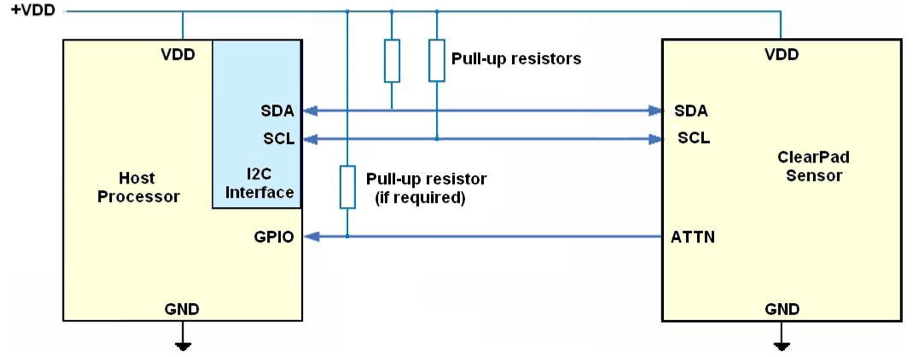 +VDD
VDD
VDD
Pull-up resistors
SDA
SDA
SCL
SCL
ClearPad
Sensor
Host
Processor
I2C
Interface
Pull-up resistor
(if required)
GPIO
ATTN
GND
GND